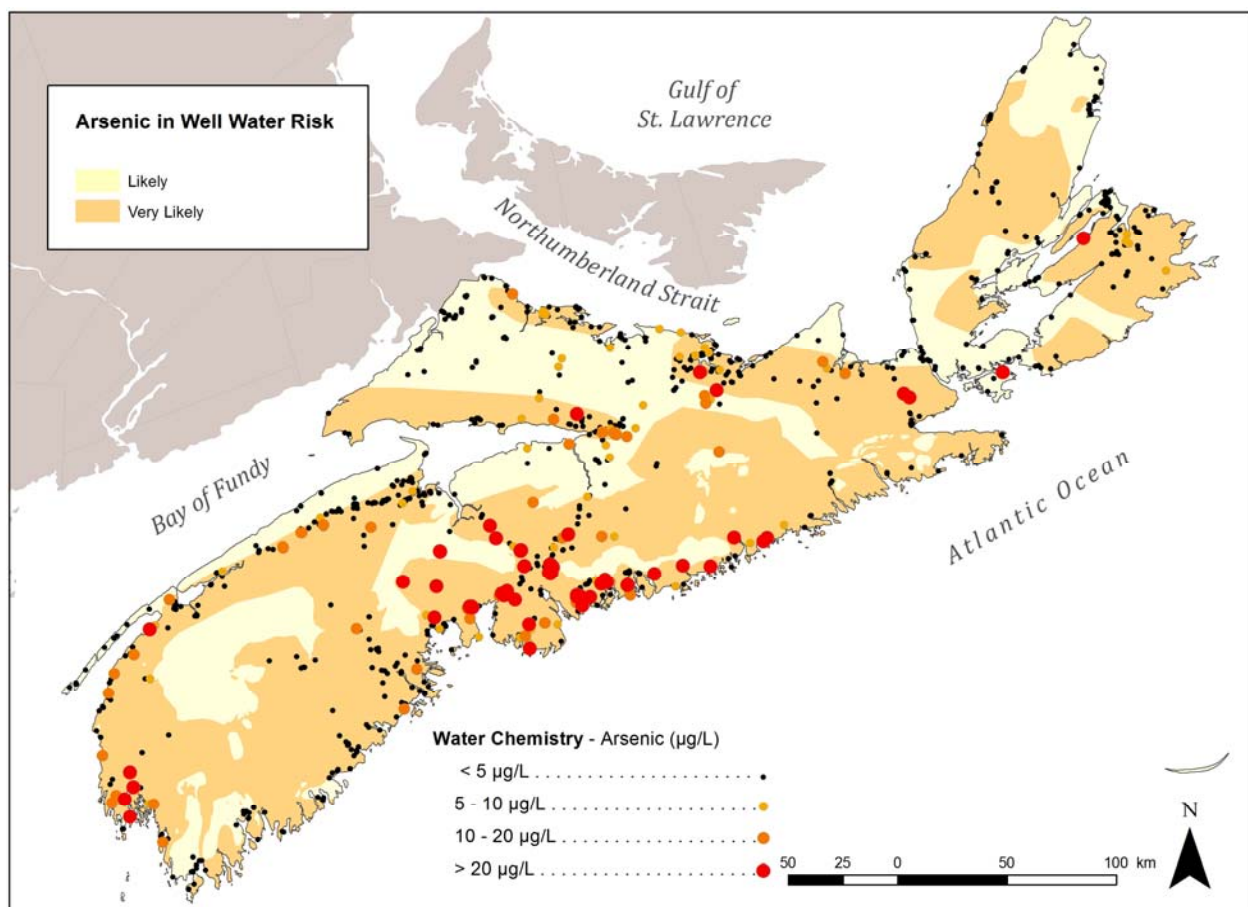 Arsenic in Well Water Risk
Likely
Very Likely
Gulf of
St. Lawrence
Northumberland Strait
Bay of Fundy
Atlantic Ocean
Water Chemistry - Arsenic (µg/L)
< 5 µg/L
5 - 10 µg/L
10 - 20 µg/L
> 20 µg/L
50 25 0 50 100 km
N